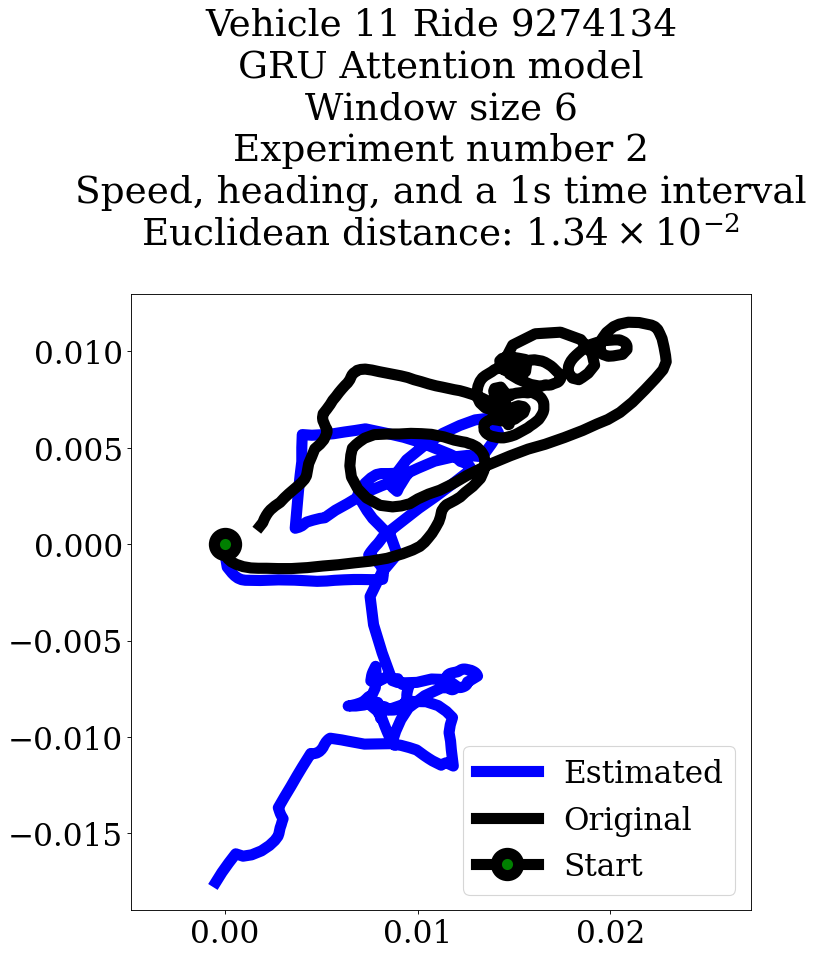 Vehicle 11 Ride 9274134
GRU Attention model
Window size 6
Experiment number 2
Speed, heading, and a 1s time interval
Euclidean distance: 1.34 × 10⁻²
0.010
0.005
0.000
−0.005
−0.010
−0.015
Estimated
Original
Start
0.00 0.01 0.02